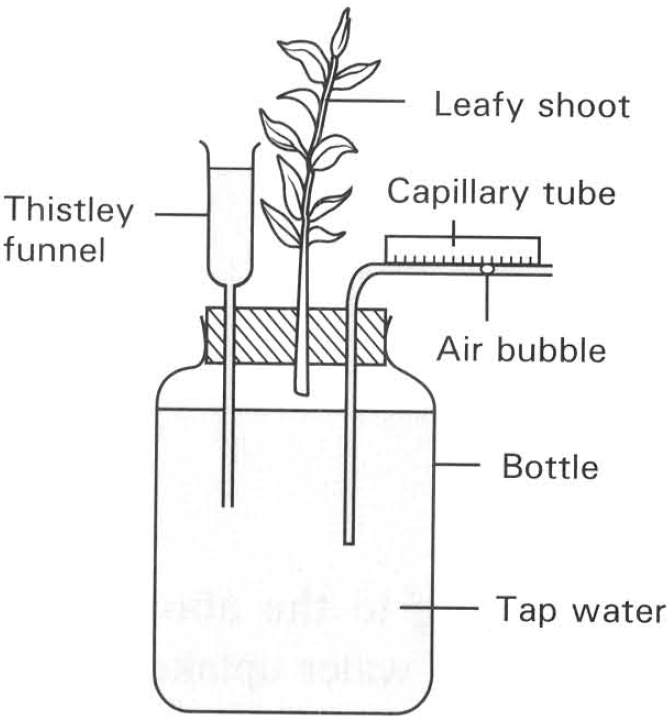 Leafy shoot
Capillary tube
Thistley
funnel
Air bubble
Bottle
Tap water